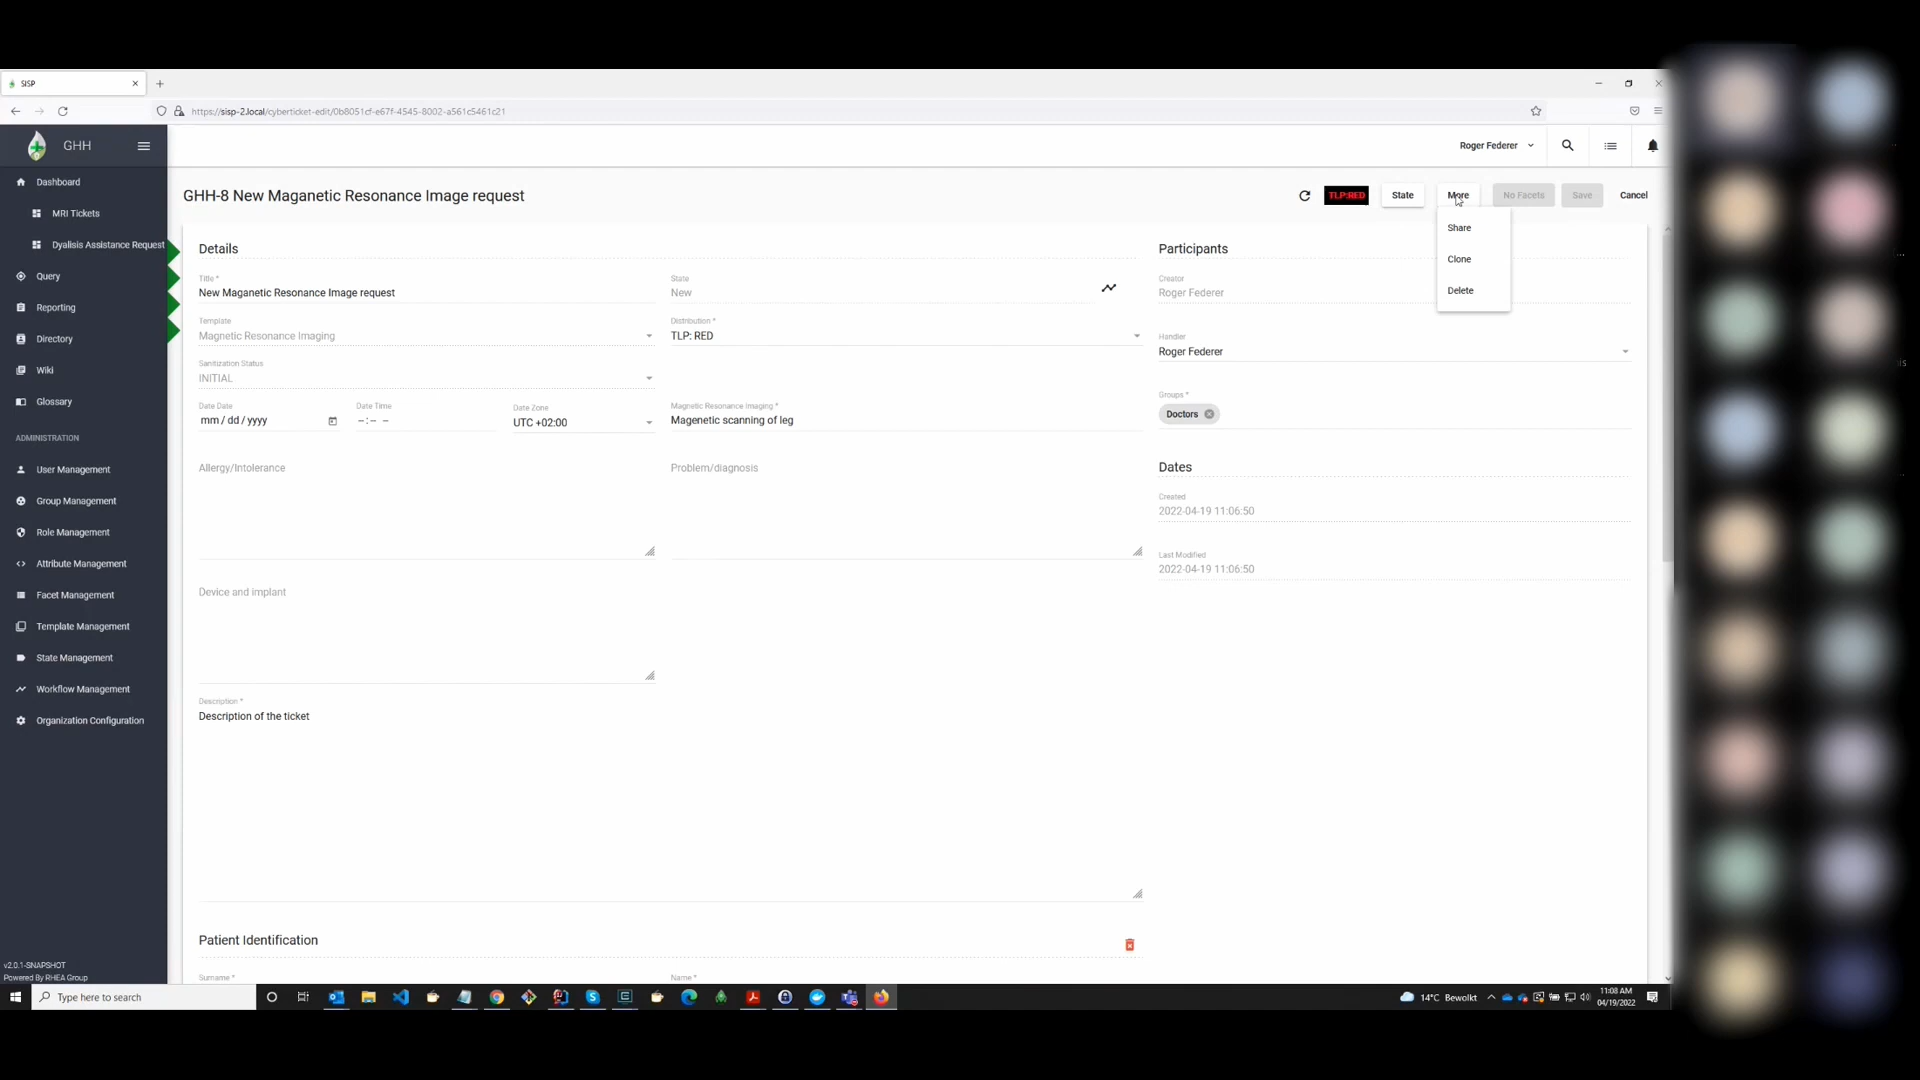 SISP
https://sisp-2.local/cyberticket-edit/0b8051cf-e67f-4545-8002-a561c5461c21
GHH
Roger Federer
Dashboard
MRI Tickets
Dyalisis Assistance Request
Query
Reporting
Directory
Wiki
Glossary
ADMINISTRATION
User Management
Group Management
Role Management
Attribute Management
Facet Management
Template Management
State Management
Workflow Management
Organization Configuration
v2.0.1-SNAPSHOT
Powered By RHEA Group
GHH-8 New Maganetic Resonance Image request
TLP:RED
State
More
No Facets
Save
Cancel
Share
Clone
Delete
Details
Title *
New Maganetic Resonance Image request
State
New
Template
Magnetic Resonance Imaging
Distribution *
TLP: RED
Sanitization Status
INITIAL
Date Date
mm / dd / yyyy
Date Time
--:-- --
Date Zone
UTC +02:00
Magnetic Resonance Imaging *
Magenetic scanning of leg
Allergy/Intolerance
Problem/diagnosis
Device and implant
Description *
Description of the ticket
Patient Identification
Surname *
Name *
Participants
Creator
Roger Federer
Handler
Roger Federer
Groups *
Doctors
Dates
Created
2022-04-19 11:06:50
Last Modified
2022-04-19 11:06:50
Type here to search
14°C Bewolkt
11:08 AM
04/19/2022